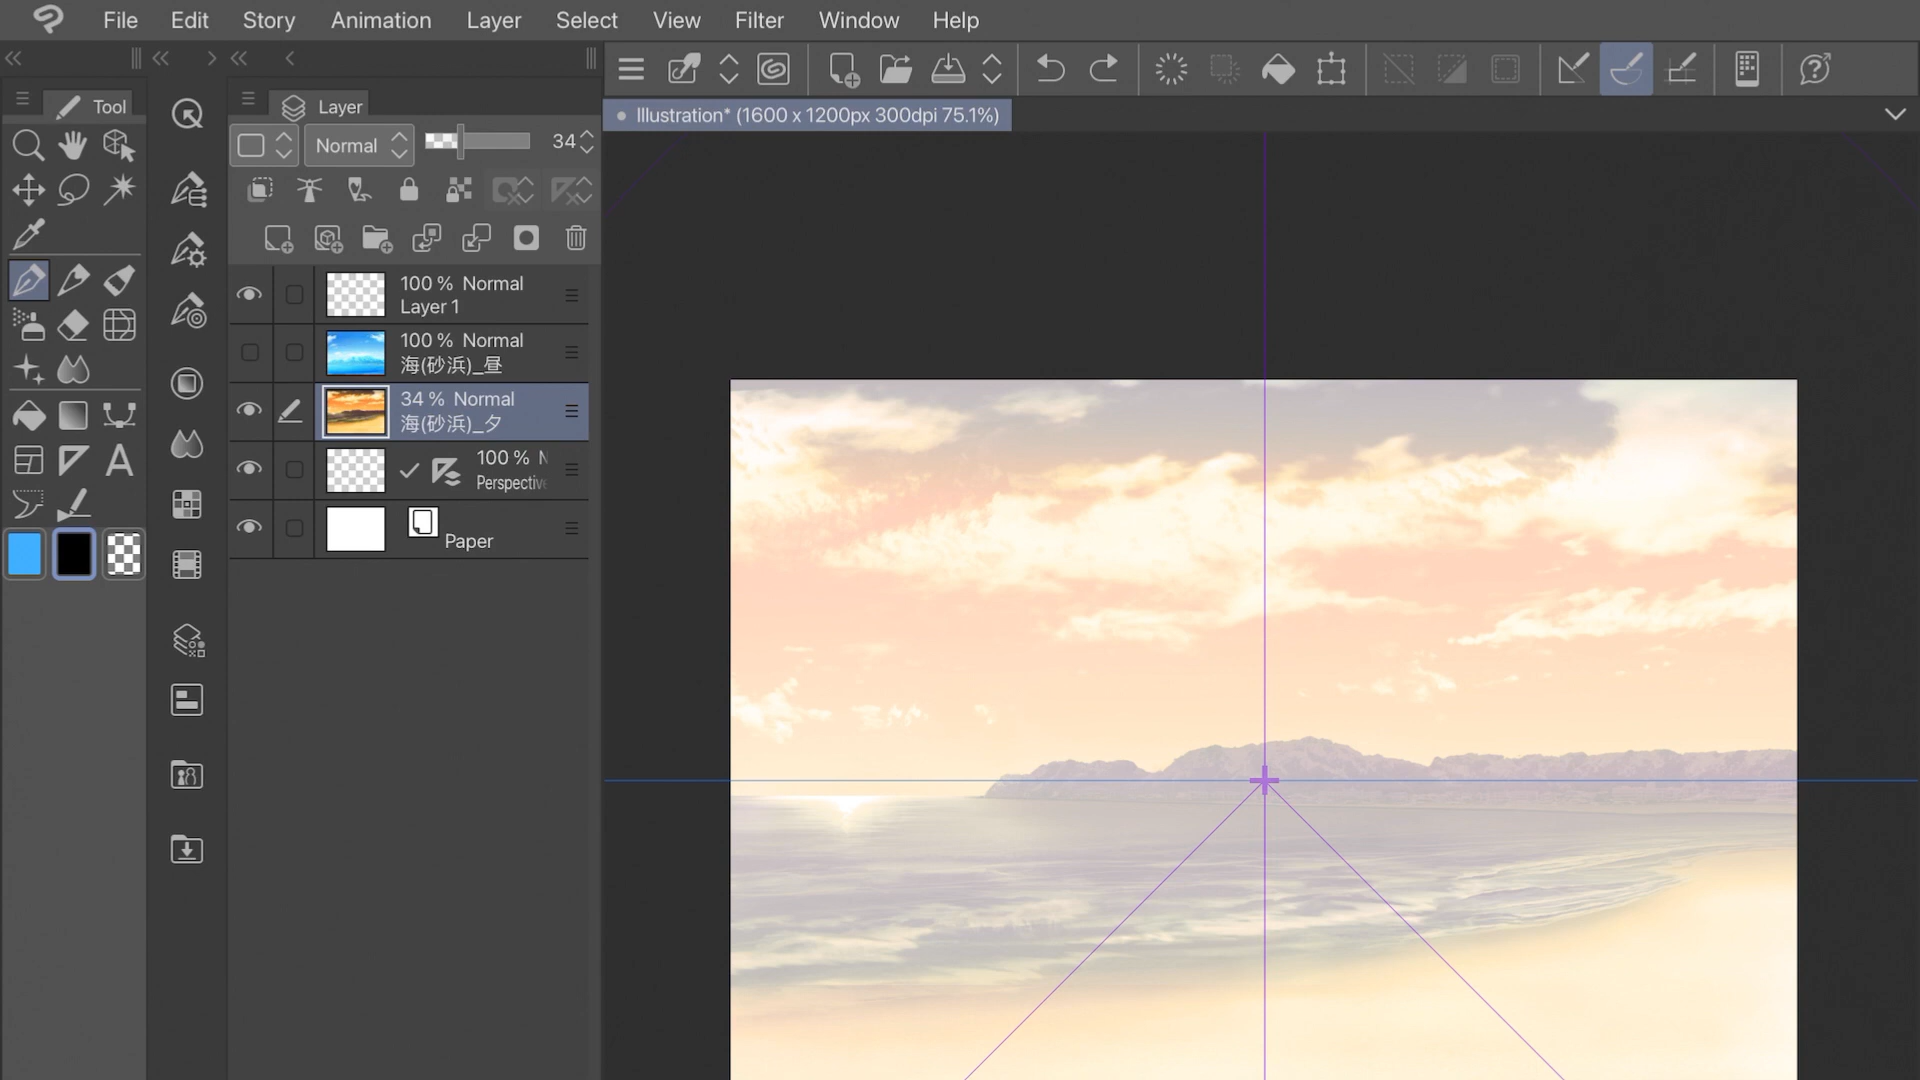 File Edit Story Animation Layer Select View Filter Window Help
Tool
Layer
Normal 34
Illustration* (1600 x 1200px 300dpi 75.1%)
100 % Normal
Layer 1
100 % Normal
海(砂浜)_昼
34 % Normal
海(砂浜)_夕
100 % N
Perspectiv
Paper